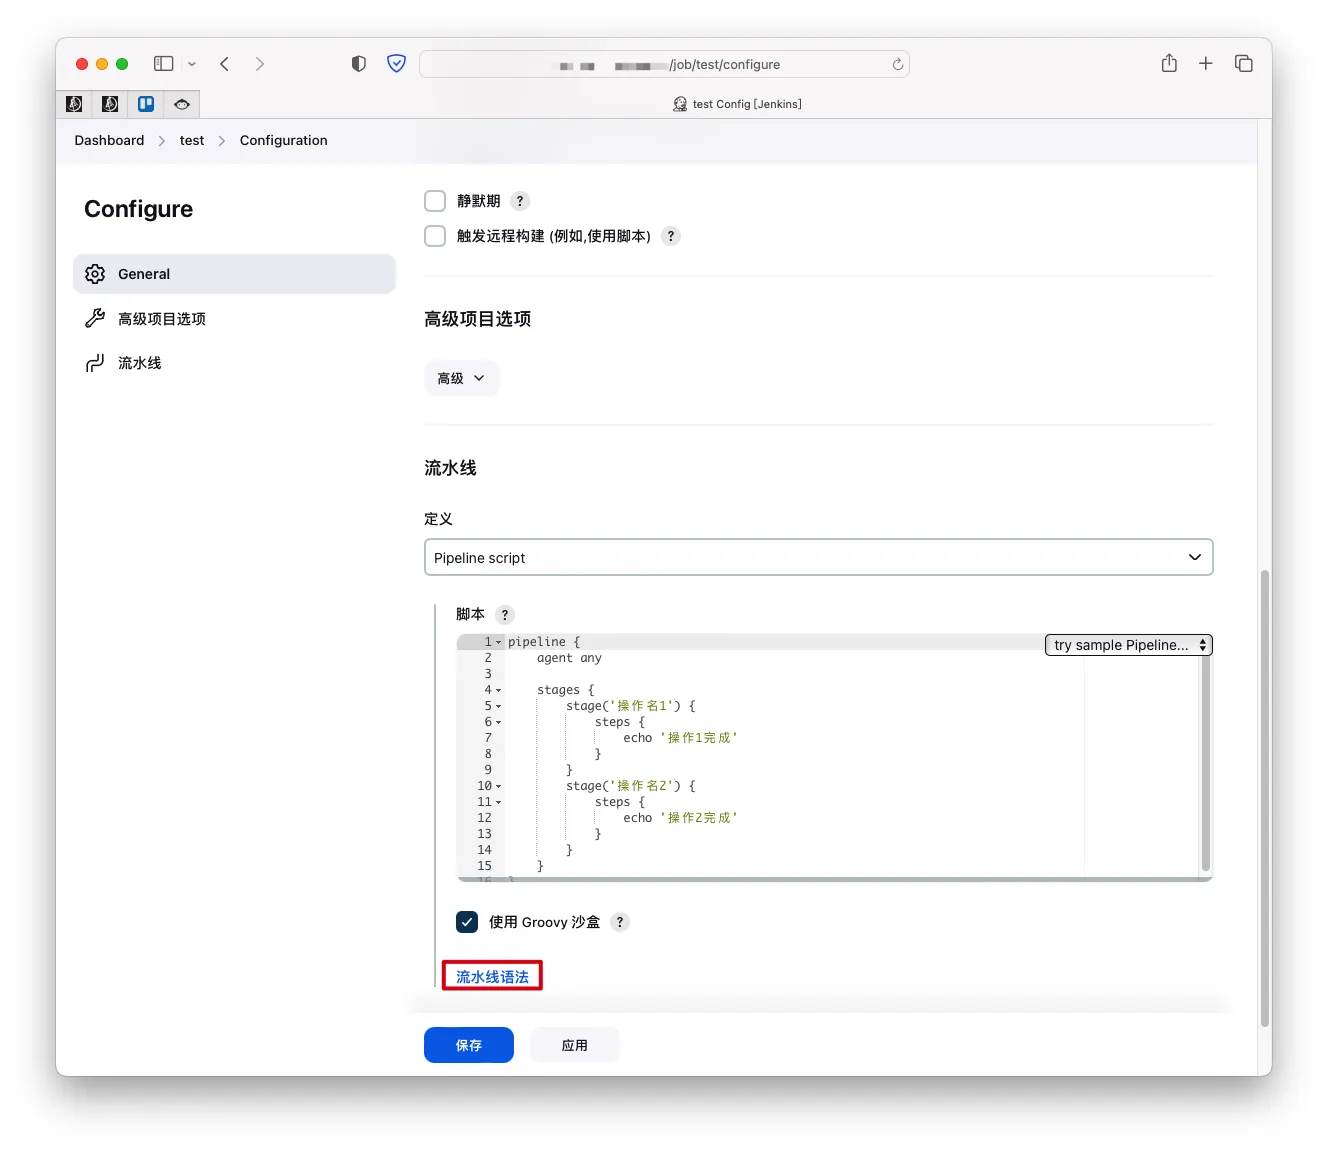 /job/test/configure
test Config [Jenkins]
Dashboard > test > Configuration
Configure
General
高级项目选项
流水线
静默期 ?
触发远程构建 (例如,使用脚本) ?
高级项目选项
高级
流水线
定义
Pipeline script
脚本 ?
try sample Pipeline...
1 pipeline {
2     agent any
3
4     stages {
5         stage('操作名1') {
6             steps {
7                 echo '操作1完成'
8             }
9         }
10         stage('操作名2') {
11             steps {
12                 echo '操作2完成'
13             }
14         }
15     }
16 }
使用 Groovy 沙盒 ?
流水线语法
保存
应用